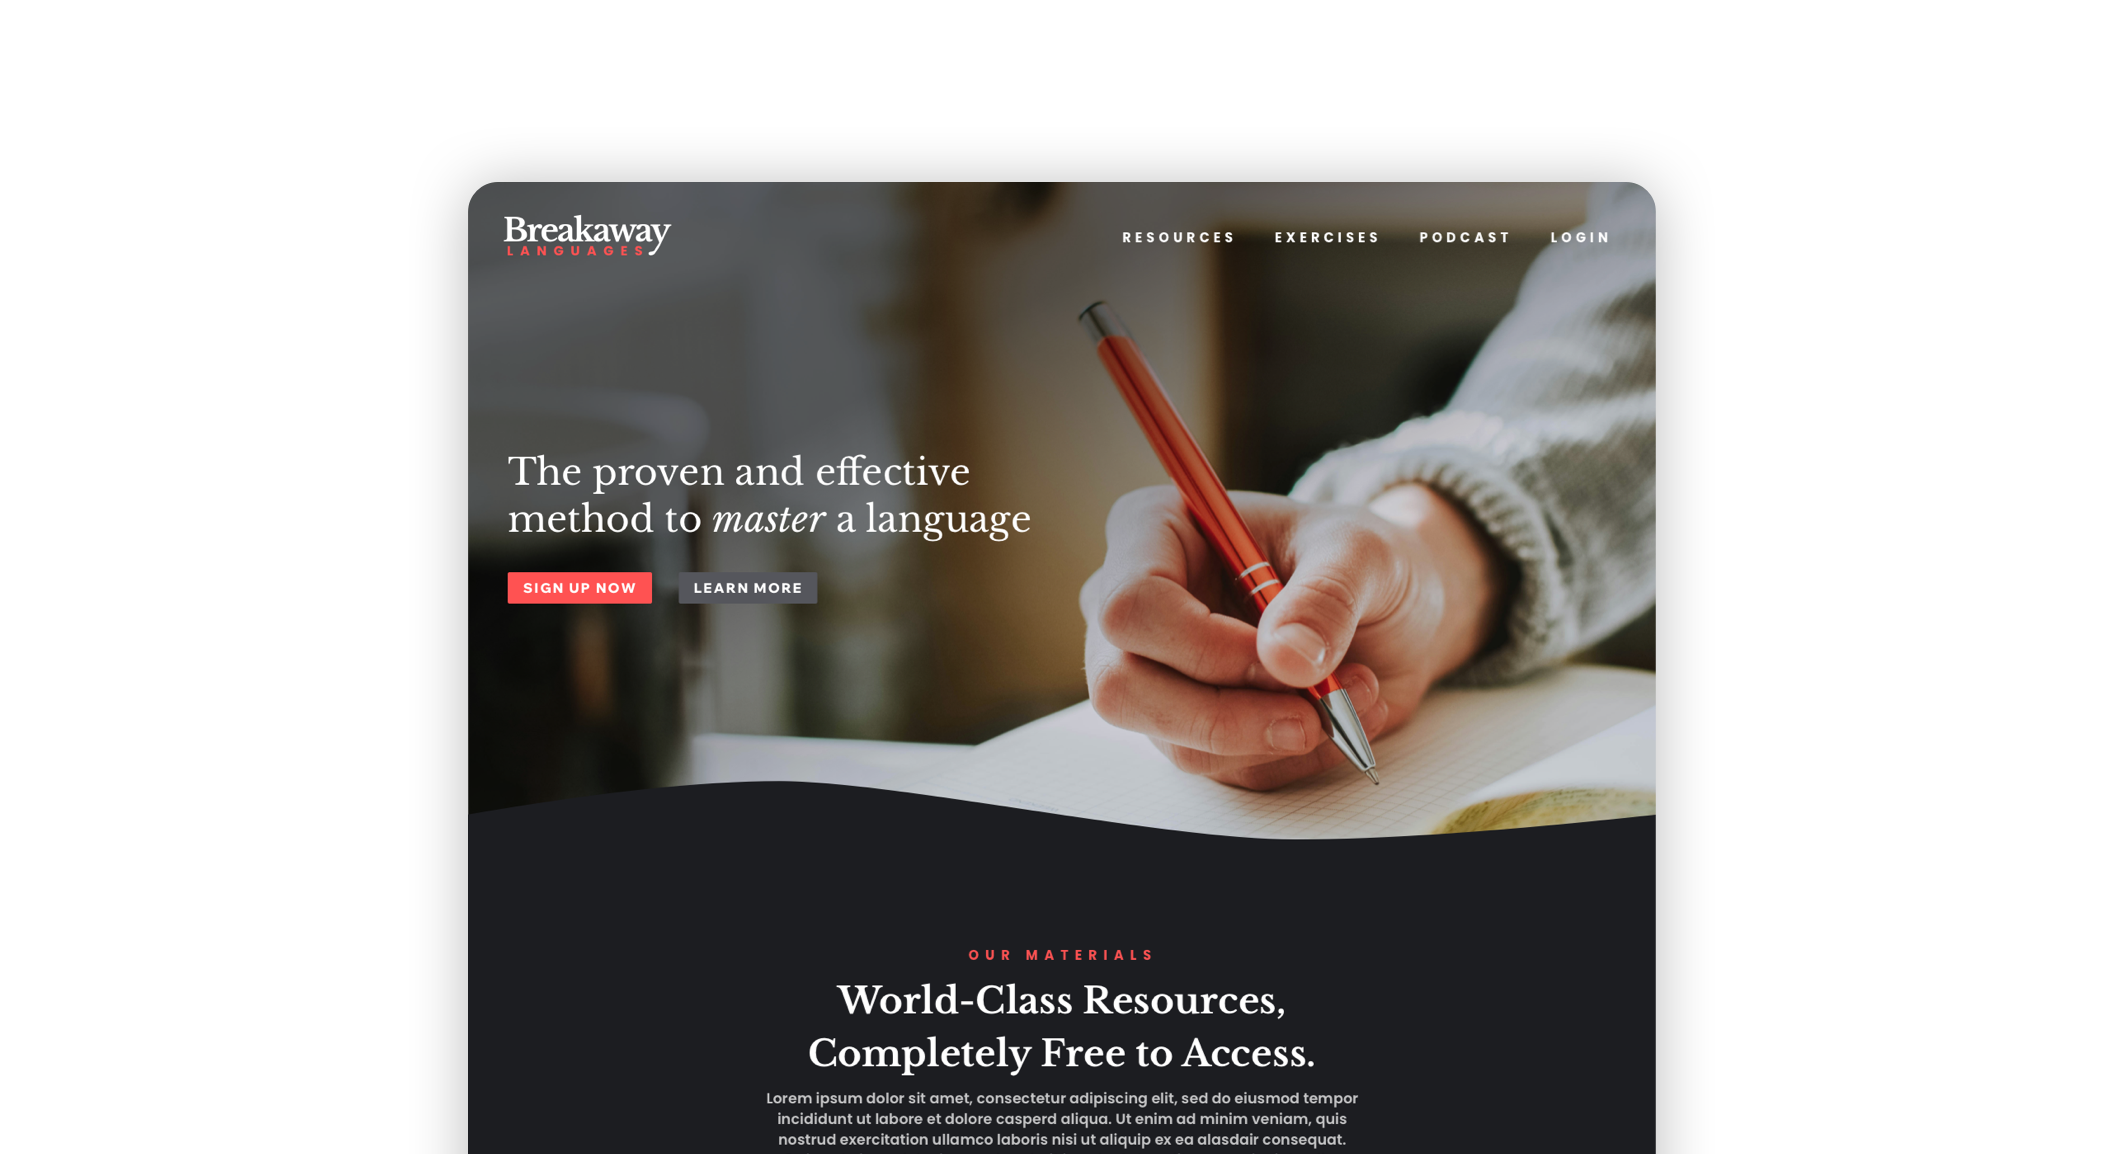 Breakaway
LANGUAGES
RESOURCES EXERCISES PODCAST LOGIN
The proven and effective
method to master a language
SIGN UP NOW LEARN MORE
OUR MATERIALS
World-Class Resources,
Completely Free to Access.
Lorem ipsum dolor sit amet, consectetur adipiscing elit, sed do eiusmod tempor
incididunt ut labore et dolore casperd aliqua. Ut enim ad minim veniam, quis
nostrud exercitation ullamco laboris nisi ut aliquip ex ea alasdair consequat.